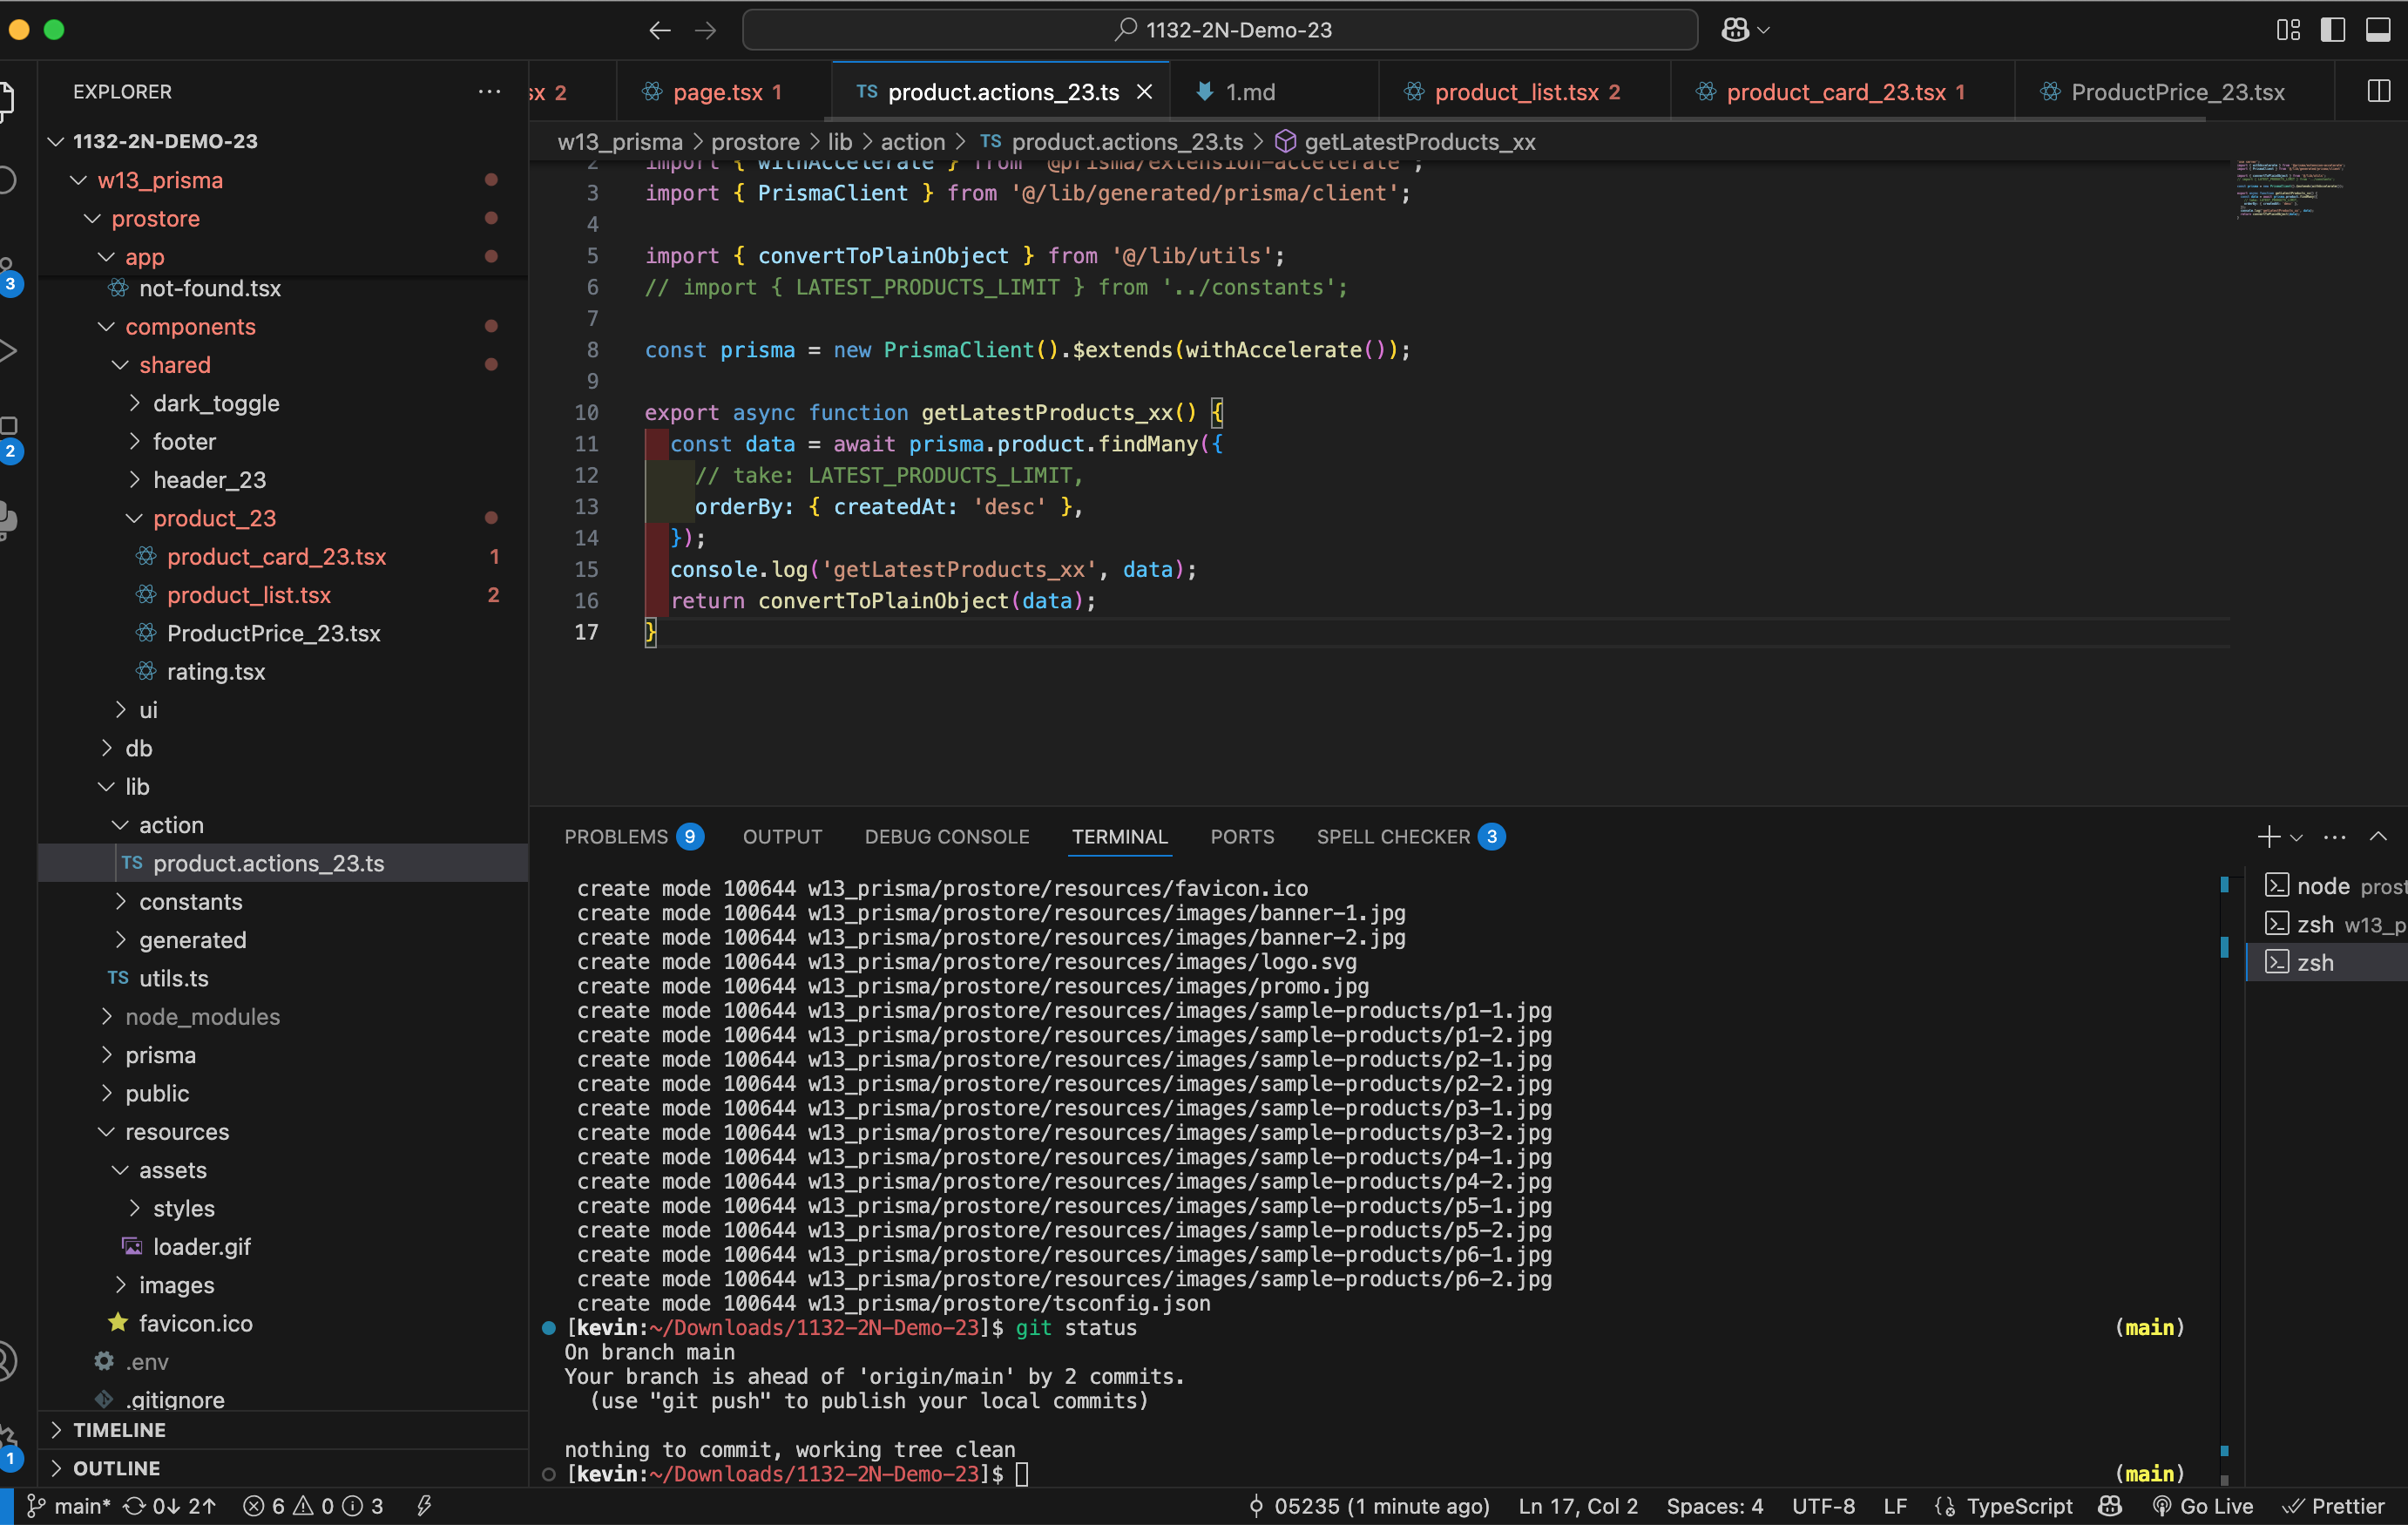 1132-2N-Demo-23
EXPLORER
sx 2
page.tsx 1
TS product.actions_23.ts
1.md
product_list.tsx 2
product_card_23.tsx 1
ProductPrice_23.tsx
w13_prisma > prostore > lib > action > TS product.actions_23.ts > getLatestProducts_xx
1132-2N-DEMO-23
w13_prisma
prostore
app
not-found.tsx
components
shared
dark_toggle
footer
header_23
product_23
product_card_23.tsx 1
product_list.tsx 2
ProductPrice_23.tsx
rating.tsx
ui
db
lib
action
TS product.actions_23.ts
constants
generated
TS utils.ts
node_modules
prisma
public
resources
assets
styles
loader.gif
images
favicon.ico
.env
.gitignore
TIMELINE
OUTLINE
3
2
1
2 import { withAccelerate } from '@prisma/extension-accelerate';
3 import { PrismaClient } from '@/lib/generated/prisma/client';
4
5 import { convertToPlainObject } from '@/lib/utils';
6 // import { LATEST_PRODUCTS_LIMIT } from '../constants';
7
8 const prisma = new PrismaClient().$extends(withAccelerate());
9
10 export async function getLatestProducts_xx() {
11 const data = await prisma.product.findMany({
12 // take: LATEST_PRODUCTS_LIMIT,
13 orderBy: { createdAt: 'desc' },
14 });
15 console.log('getLatestProducts_xx', data);
16 return convertToPlainObject(data);
17 }
PROBLEMS 9 OUTPUT DEBUG CONSOLE TERMINAL PORTS SPELL CHECKER 3
create mode 100644 w13_prisma/prostore/resources/favicon.ico
create mode 100644 w13_prisma/prostore/resources/images/banner-1.jpg
create mode 100644 w13_prisma/prostore/resources/images/banner-2.jpg
create mode 100644 w13_prisma/prostore/resources/images/logo.svg
create mode 100644 w13_prisma/prostore/resources/images/promo.jpg
create mode 100644 w13_prisma/prostore/resources/images/sample-products/p1-1.jpg
create mode 100644 w13_prisma/prostore/resources/images/sample-products/p1-2.jpg
create mode 100644 w13_prisma/prostore/resources/images/sample-products/p2-1.jpg
create mode 100644 w13_prisma/prostore/resources/images/sample-products/p2-2.jpg
create mode 100644 w13_prisma/prostore/resources/images/sample-products/p3-1.jpg
create mode 100644 w13_prisma/prostore/resources/images/sample-products/p3-2.jpg
create mode 100644 w13_prisma/prostore/resources/images/sample-products/p4-1.jpg
create mode 100644 w13_prisma/prostore/resources/images/sample-products/p4-2.jpg
create mode 100644 w13_prisma/prostore/resources/images/sample-products/p5-1.jpg
create mode 100644 w13_prisma/prostore/resources/images/sample-products/p5-2.jpg
create mode 100644 w13_prisma/prostore/resources/images/sample-products/p6-1.jpg
create mode 100644 w13_prisma/prostore/resources/images/sample-products/p6-2.jpg
create mode 100644 w13_prisma/prostore/tsconfig.json
[kevin:~/Downloads/1132-2N-Demo-23]$ git status (main)
On branch main
Your branch is ahead of 'origin/main' by 2 commits.
(use "git push" to publish your local commits)
nothing to commit, working tree clean
[kevin:~/Downloads/1132-2N-Demo-23]$ (main)
node prost
zsh w13_p
zsh
main* 0↓ 2↑ 6 0 3 05235 (1 minute ago) Ln 17, Col 2 Spaces: 4 UTF-8 LF TypeScript Go Live Prettier